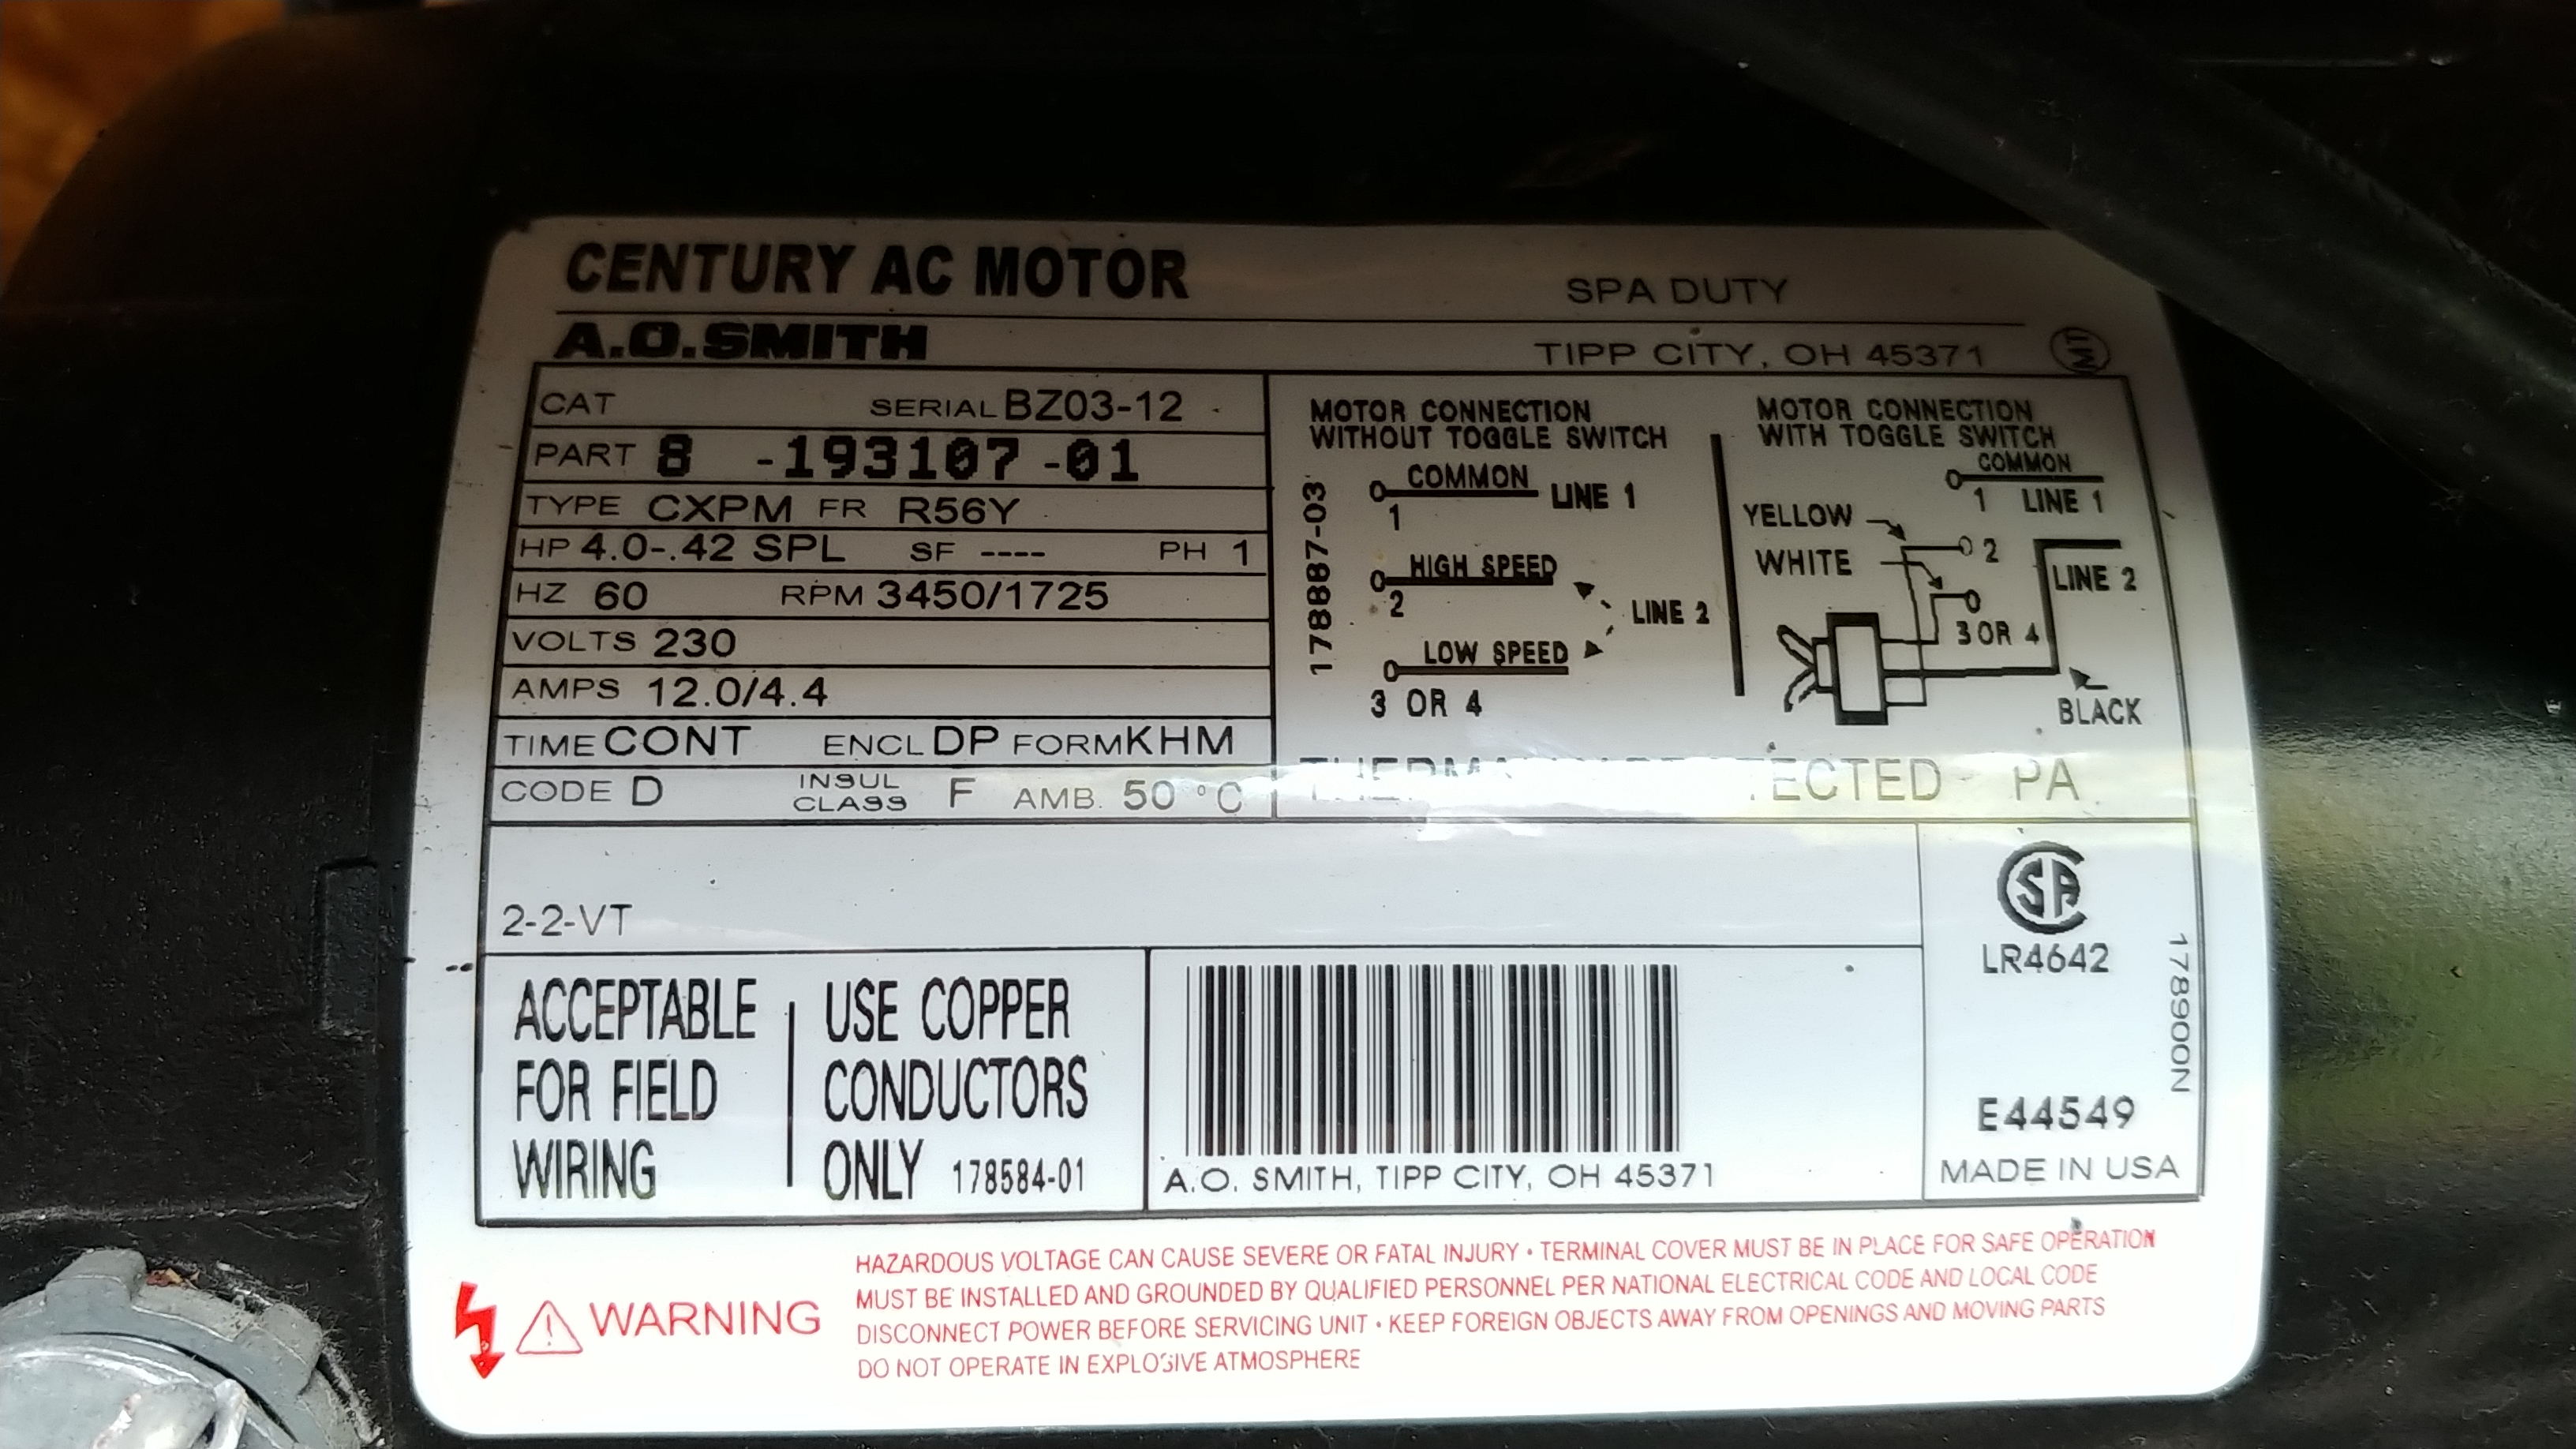 CENTURY AC MOTOR
SPA DUTY
A.O.SMITH
TIPP CITY, OH 45371
MT
CAT SERIAL BZ03-12
PART 8 -193107-01
TYPE CXPM FR R56Y
HP 4.0-.42 SPL SF ---- PH 1
HZ 60 RPM 3450/1725
VOLTS 230
AMPS 12.0/4.4
TIME CONT ENCL DP FORM KHM
CODE D INSUL CLASS F AMB. 50 °C
178887-03
MOTOR CONNECTION
WITHOUT TOGGLE SWITCH
COMMON
1
LINE 1
HIGH SPEED
2
LINE 2
LOW SPEED
3 OR 4
MOTOR CONNECTION
WITH TOGGLE SWITCH
COMMON
1 LINE 1
YELLOW
2
WHITE
LINE 2
3 OR 4
BLACK
PA
2-2-VT
SA
LR4642
178900N
E44549
MADE IN USA
ACCEPTABLE
FOR FIELD
WIRING
USE COPPER
CONDUCTORS
ONLY 178584-01
A.O. SMITH, TIPP CITY, OH 45371
WARNING
HAZARDOUS VOLTAGE CAN CAUSE SEVERE OR FATAL INJURY • TERMINAL COVER MUST BE IN PLACE FOR SAFE OPERATION
MUST BE INSTALLED AND GROUNDED BY QUALIFIED PERSONNEL PER NATIONAL ELECTRICAL CODE AND LOCAL CODE
DISCONNECT POWER BEFORE SERVICING UNIT • KEEP FOREIGN OBJECTS AWAY FROM OPENINGS AND MOVING PARTS
DO NOT OPERATE IN EXPLOSIVE ATMOSPHERE